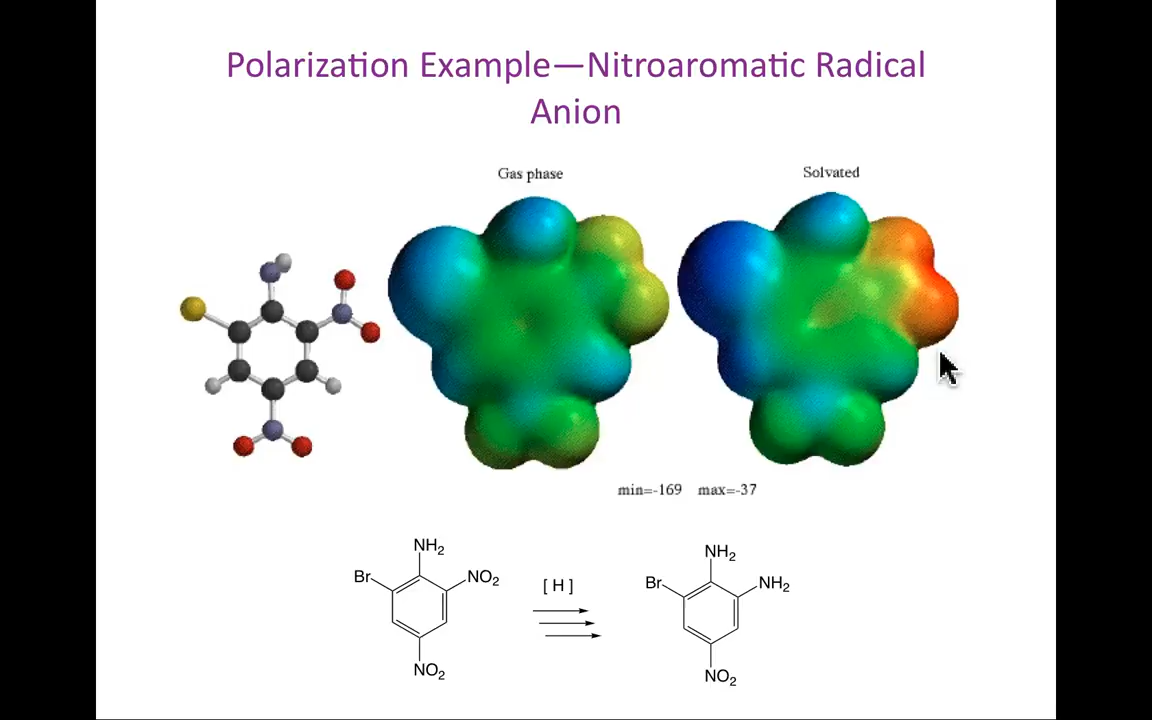 Polarization Example—Nitroaromatic Radical
Anion
Gas phase
Solvated
min=-169 max=-37
NH₂
Br
NO₂
NO₂
[ H ]
NH₂
Br
NH₂
NO₂